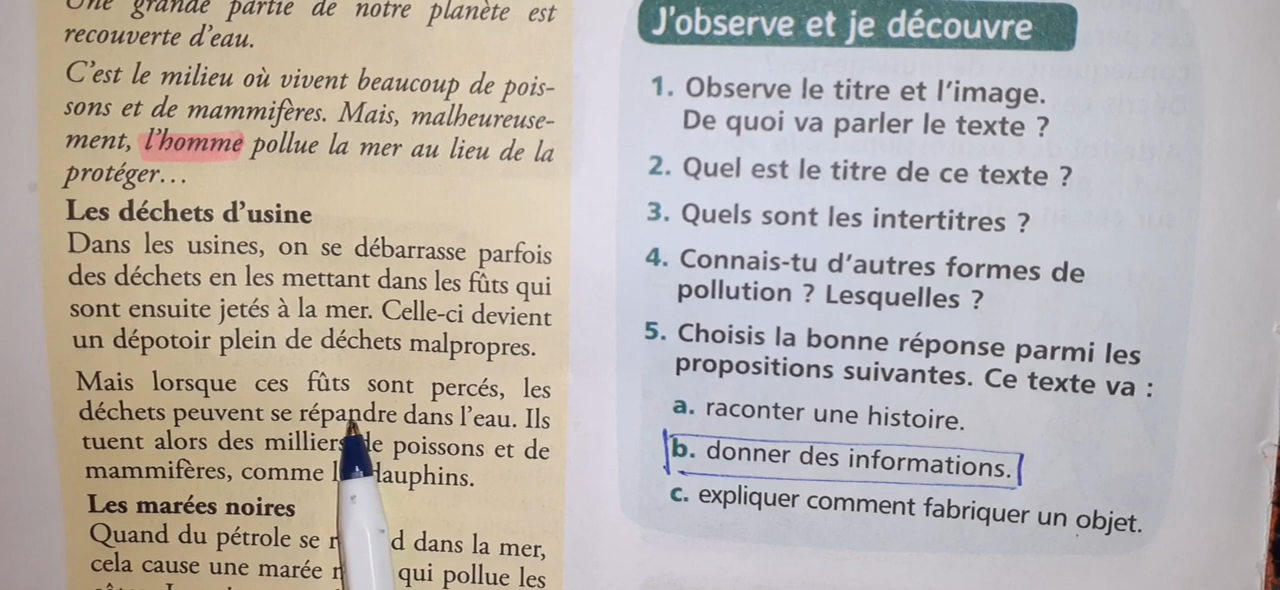 Une grande partie de notre planète est
recouverte d'eau.
C'est le milieu où vivent beaucoup de pois-
sons et de mammifères. Mais, malheureuse-
ment, l'homme pollue la mer au lieu de la
protéger…
Les déchets d'usine
Dans les usines, on se débarrasse parfois
des déchets en les mettant dans les fûts qui
sont ensuite jetés à la mer. Celle-ci devient
un dépotoir plein de déchets malpropres.
Mais lorsque ces fûts sont percés, les
déchets peuvent se répandre dans l'eau. Ils
tuent alors des milliers de poissons et de
mammifères, comme dauphins.
Les marées noires
Quand du pétrole se dans la mer,
cela cause une marée qui pollue les
J'observe et je découvre
1. Observe le titre et l'image.
De quoi va parler le texte ?
2. Quel est le titre de ce texte ?
3. Quels sont les intertitres ?
4. Connais-tu d'autres formes de
pollution ? Lesquelles ?
5. Choisis la bonne réponse parmi les
propositions suivantes. Ce texte va :
a. raconter une histoire.
b. donner des informations.
c. expliquer comment fabriquer un objet.